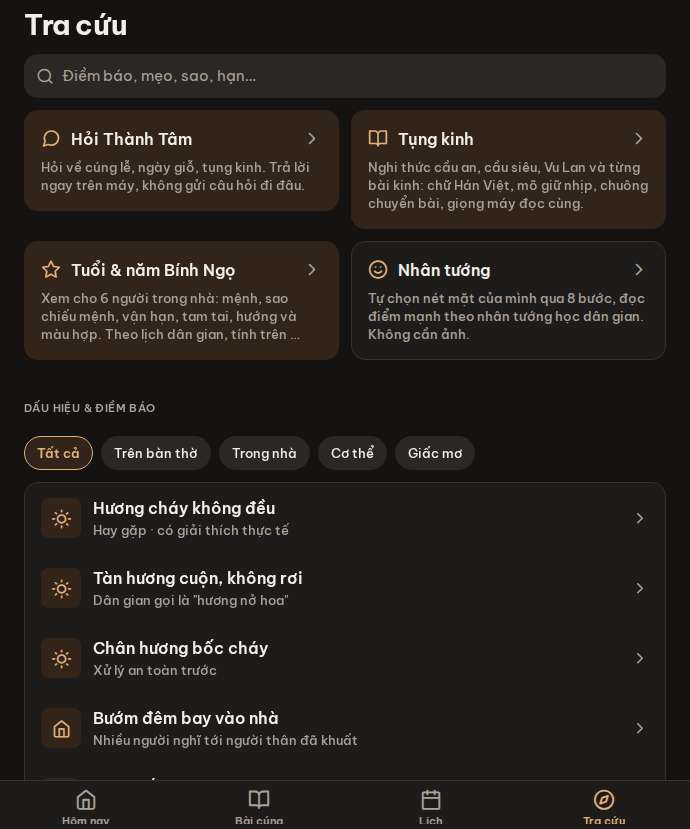 Tra cứu
Điềm báo, mẹo, sao, hạn...
Hỏi Thành Tâm
Hỏi về cúng lễ, ngày giỗ, tụng kinh. Trả lời
ngay trên máy, không gửi câu hỏi đi đâu.
Tụng kinh
Nghi thức cầu an, cầu siêu, Vu Lan và từng
bài kinh: chữ Hán Việt, mõ giữ nhịp, chuông
chuyển bài, giọng máy đọc cùng.
Tuổi & năm Bính Ngọ
Xem cho 6 người trong nhà: mệnh, sao
chiếu mệnh, vận hạn, tam tai, hướng và
màu hợp. Theo lịch dân gian, tính trên ...
Nhân tướng
Tự chọn nét mặt của mình qua 8 bước, đọc
điểm mạnh theo nhân tướng học dân gian.
Không cần ảnh.
DẤU HIỆU & ĐIỀM BÁO
Tất cả
Trên bàn thờ
Trong nhà
Cơ thể
Giấc mơ
Hương cháy không đều
Hay gặp · có giải thích thực tế
Tàn hương cuộn, không rơi
Dân gian gọi là "hương nở hoa"
Chân hương bốc cháy
Xử lý an toàn trước
Bướm đêm bay vào nhà
Nhiều người nghĩ tới người thân đã khuất
Hôm nay
Bài cúng
Lịch
Tra cứu